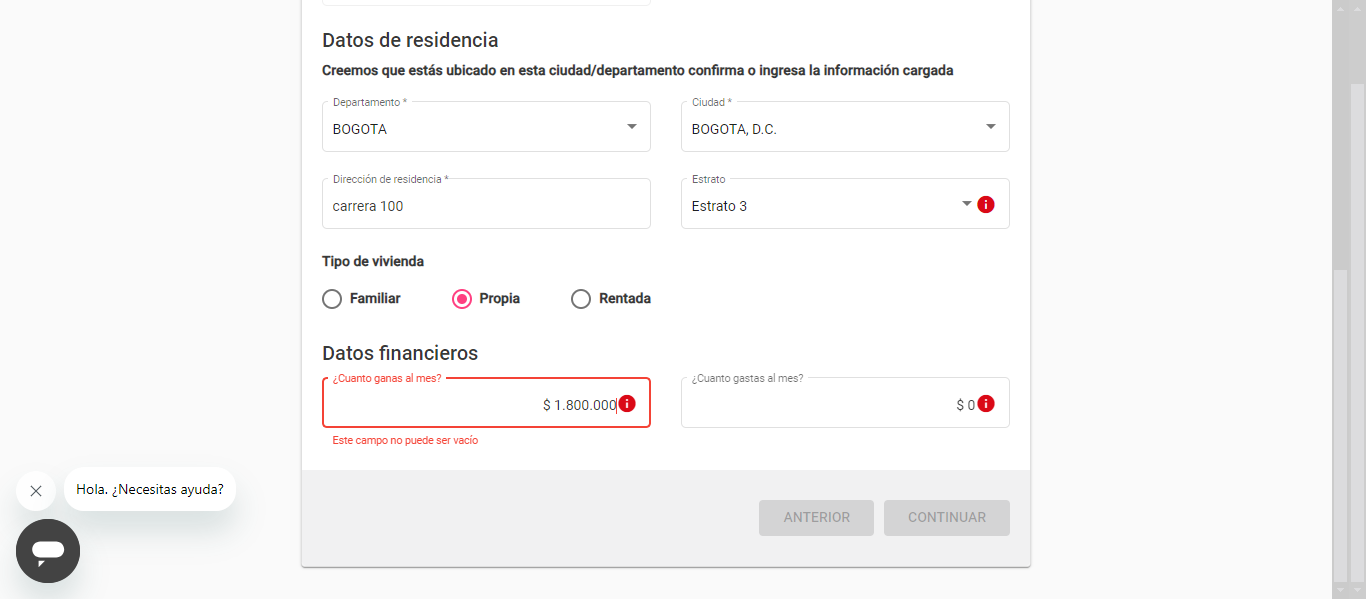 Datos de residencia
Creemos que estás ubicado en esta ciudad/departamento confirma o ingresa la información cargada
Departamento * Ciudad *
BOGOTA BOGOTA, D.C.
Dirección de residencia * Estrato
carrera 100 Estrato 3
Tipo de vivienda
Familiar Propia Rentada
Datos financieros
¿Cuanto ganas al mes? ¿Cuanto gastas al mes?
$ 1.800.000 $ 0
Este campo no puede ser vacío
Hola. ¿Necesitas ayuda?
ANTERIOR CONTINUAR